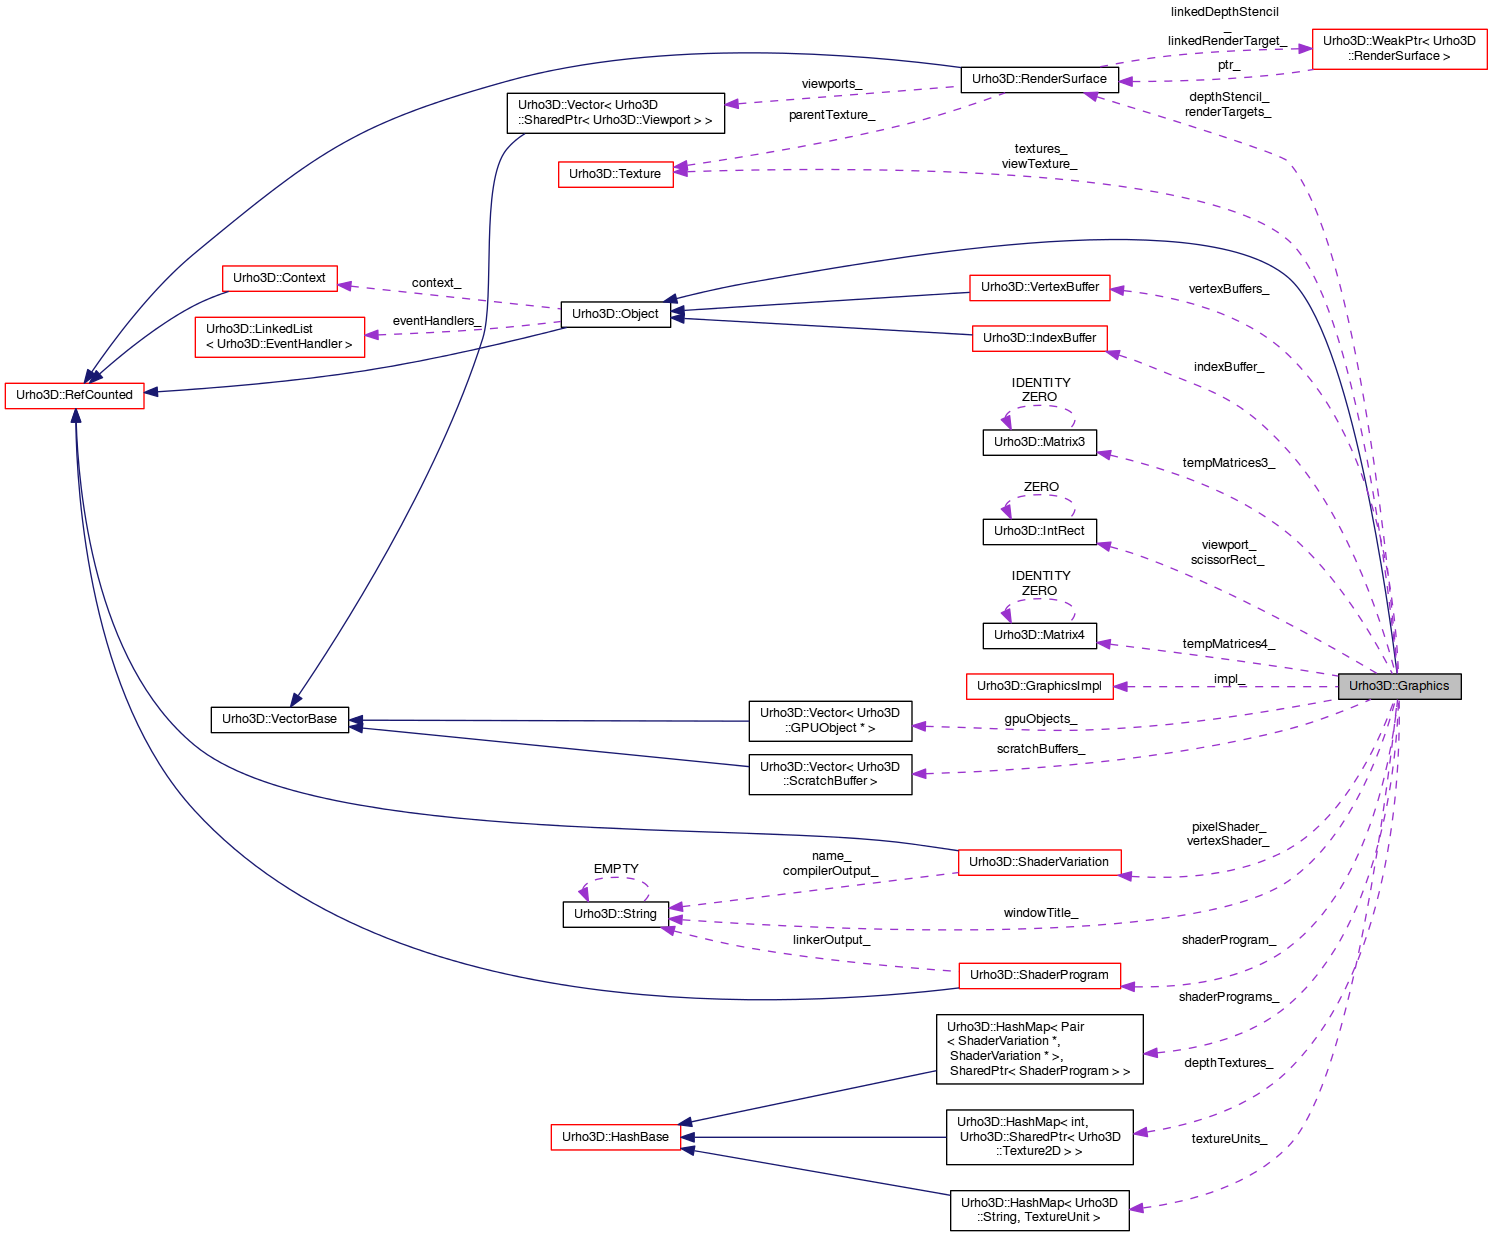 linkedDepthStencil
_
linkedRenderTarget_
Urho3D::WeakPtr< Urho3D
::RenderSurface >
ptr_
Urho3D::RenderSurface
viewports_
Urho3D::Vector< Urho3D
::SharedPtr< Urho3D::Viewport > >
parentTexture_
depthStencil_
renderTargets_
textures_
viewTexture_
Urho3D::Texture
Urho3D::Context
context_
Urho3D::VertexBuffer
vertexBuffers_
Urho3D::LinkedList
< Urho3D::EventHandler >
eventHandlers_
Urho3D::Object
Urho3D::IndexBuffer
indexBuffer_
Urho3D::RefCounted
IDENTITY
ZERO
Urho3D::Matrix3
tempMatrices3_
ZERO
Urho3D::IntRect
viewport_
scissorRect_
IDENTITY
ZERO
Urho3D::Matrix4
tempMatrices4_
Urho3D::GraphicsImpl
impl_
Urho3D::Graphics
Urho3D::VectorBase
Urho3D::Vector< Urho3D
::GPUObject * >
gpuObjects_
Urho3D::Vector< Urho3D
::ScratchBuffer >
scratchBuffers_
pixelShader_
vertexShader_
Urho3D::ShaderVariation
name_
compilerOutput_
EMPTY
Urho3D::String
windowTitle_
linkerOutput_
shaderProgram_
Urho3D::ShaderProgram
shaderPrograms_
Urho3D::HashMap< Pair
< ShaderVariation *,
ShaderVariation * >,
SharedPtr< ShaderProgram > >
depthTextures_
Urho3D::HashBase
Urho3D::HashMap< int,
Urho3D::SharedPtr< Urho3D
::Texture2D > >
textureUnits_
Urho3D::HashMap< Urho3D
::String, TextureUnit >